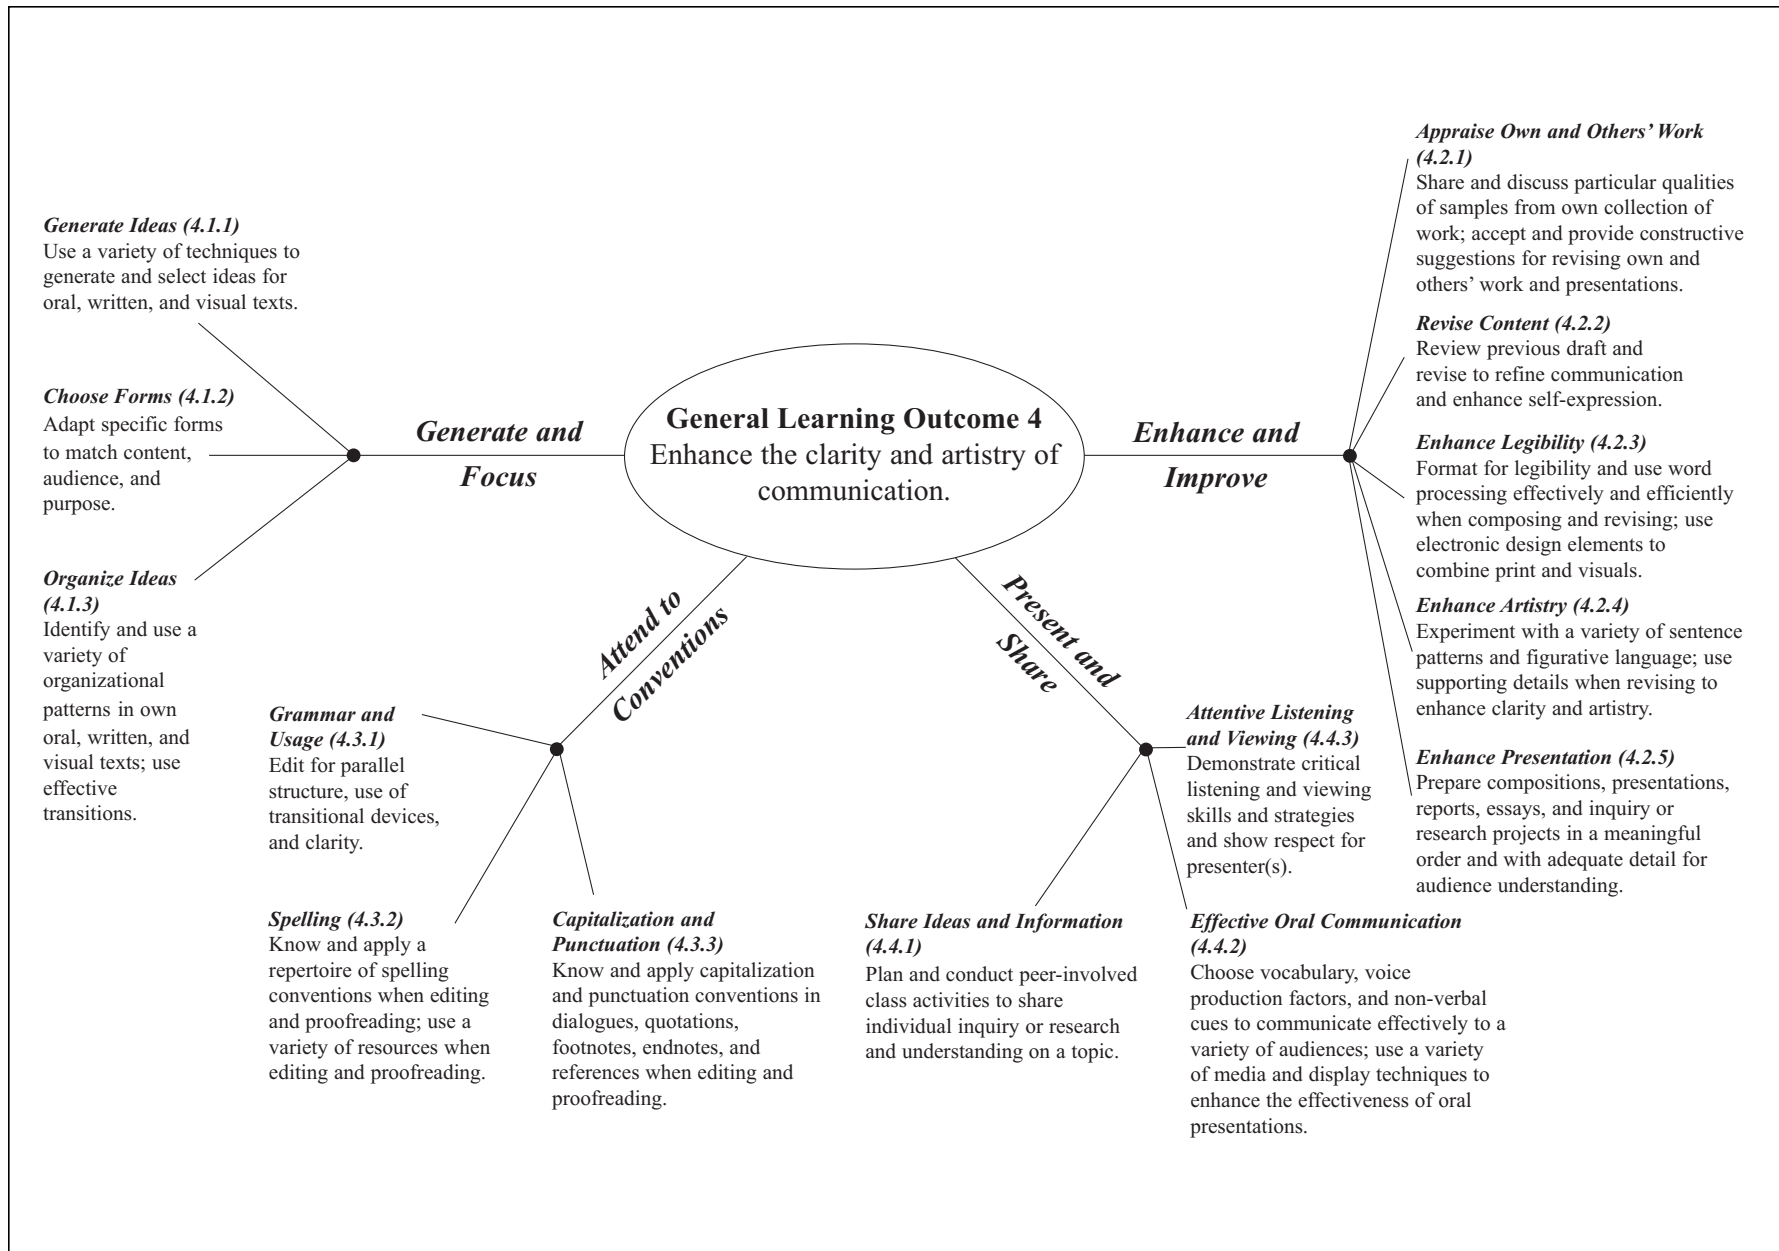 General Learning Outcome 4
Enhance the clarity and artistry of
communication.
Generate and
Focus
Generate Ideas (4.1.1)
Use a variety of techniques to
generate and select ideas for
oral, written, and visual texts.
Choose Forms (4.1.2)
Adapt specific forms
to match content,
audience, and
purpose.
Organize Ideas
(4.1.3)
Identify and use a
variety of
organizational
patterns in own
oral, written, and
visual texts; use
effective
transitions.
Enhance and
Improve
Appraise Own and Others’ Work
(4.2.1)
Share and discuss particular qualities
of samples from own collection of
work; accept and provide constructive
suggestions for revising own and
others’ work and presentations.
Revise Content (4.2.2)
Review previous draft and
revise to refine communication
and enhance self-expression.
Enhance Legibility (4.2.3)
Format for legibility and use word
processing effectively and efficiently
when composing and revising; use
electronic design elements to
combine print and visuals.
Enhance Artistry (4.2.4)
Experiment with a variety of sentence
patterns and figurative language; use
supporting details when revising to
enhance clarity and artistry.
Enhance Presentation (4.2.5)
Prepare compositions, presentations,
reports, essays, and inquiry or
research projects in a meaningful
order and with adequate detail for
audience understanding.
Attend to
Conventions
Grammar and
Usage (4.3.1)
Edit for parallel
structure, use of
transitional devices,
and clarity.
Spelling (4.3.2)
Know and apply a
repertoire of spelling
conventions when editing
and proofreading; use a
variety of resources when
editing and proofreading.
Capitalization and
Punctuation (4.3.3)
Know and apply capitalization
and punctuation conventions in
dialogues, quotations,
footnotes, endnotes, and
references when editing and
proofreading.
Present and
Share
Share Ideas and Information
(4.4.1)
Plan and conduct peer-involved
class activities to share
individual inquiry or research
and understanding on a topic.
Effective Oral Communication
(4.4.2)
Choose vocabulary, voice
production factors, and non-verbal
cues to communicate effectively to a
variety of audiences; use a variety
of media and display techniques to
enhance the effectiveness of oral
presentations.
Attentive Listening
and Viewing (4.4.3)
Demonstrate critical
listening and viewing
skills and strategies
and show respect for
presenter(s).